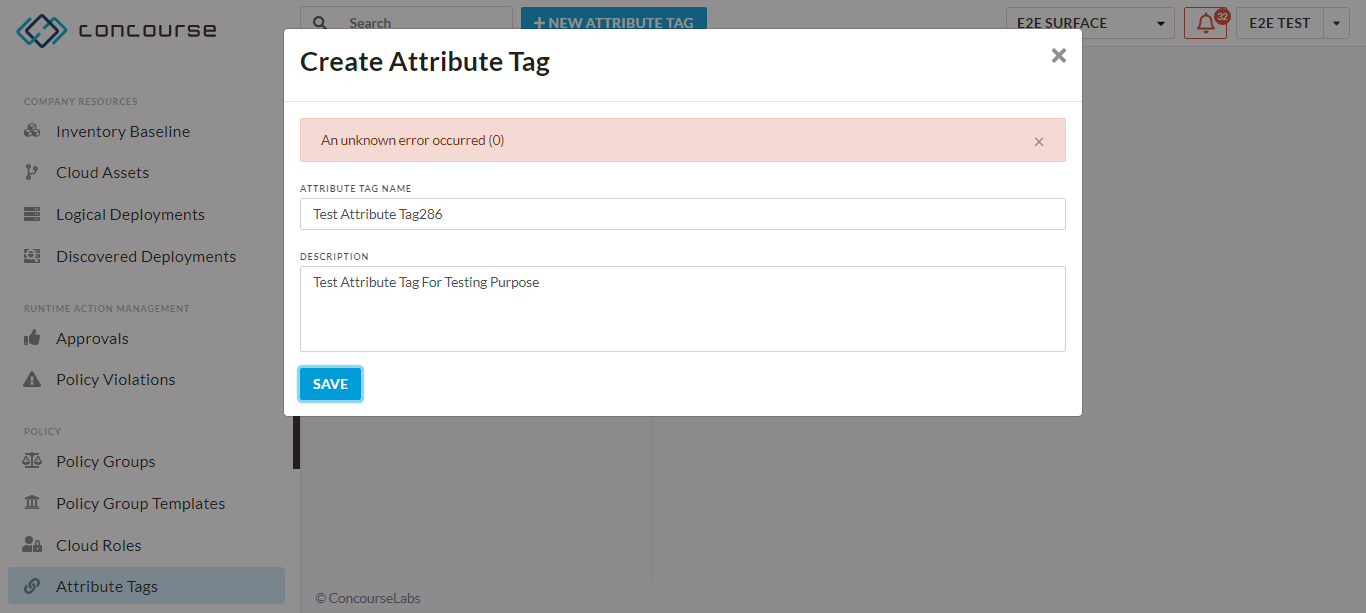 concourse
Search
+ NEW ATTRIBUTE TAG
E2E SURFACE
32
E2E TEST
Create Attribute Tag
×
An unknown error occurred (0)
×
ATTRIBUTE TAG NAME
Test Attribute Tag286
DESCRIPTION
Test Attribute Tag For Testing Purpose
SAVE
COMPANY RESOURCES
Inventory Baseline
Cloud Assets
Logical Deployments
Discovered Deployments
RUNTIME ACTION MANAGEMENT
Approvals
Policy Violations
POLICY
Policy Groups
Policy Group Templates
Cloud Roles
Attribute Tags
© ConcourseLabs